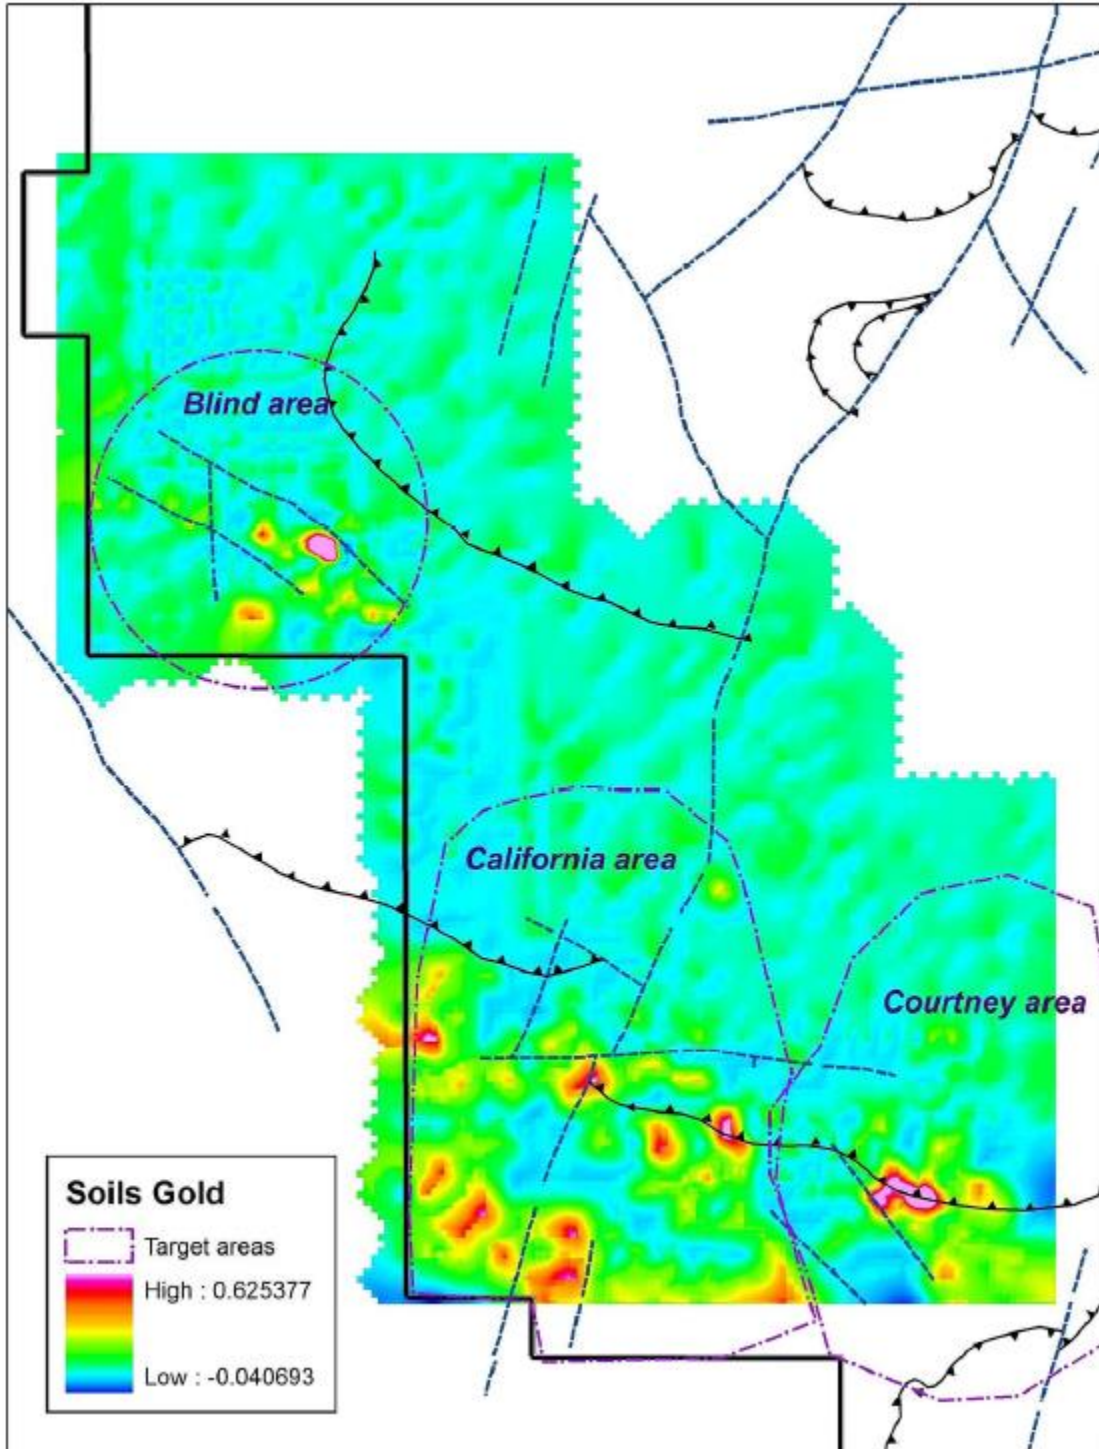 Blind area
California area
Courtney area
Soils Gold
Target areas
High : 0.625377
Low : -0.040693